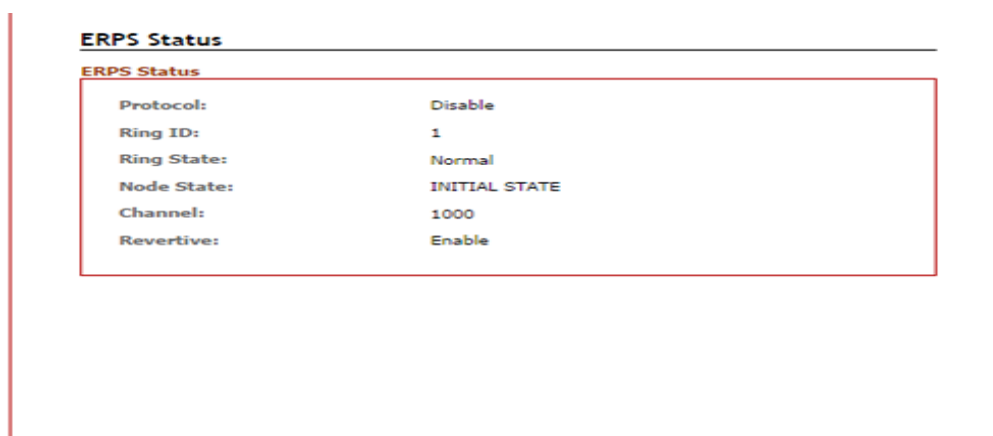 ERPS Status
ERPS Status
Protocol: Disable
Ring ID: 1
Ring State: Normal
Node State: INITIAL STATE
Channel: 1000
Revertive: Enable